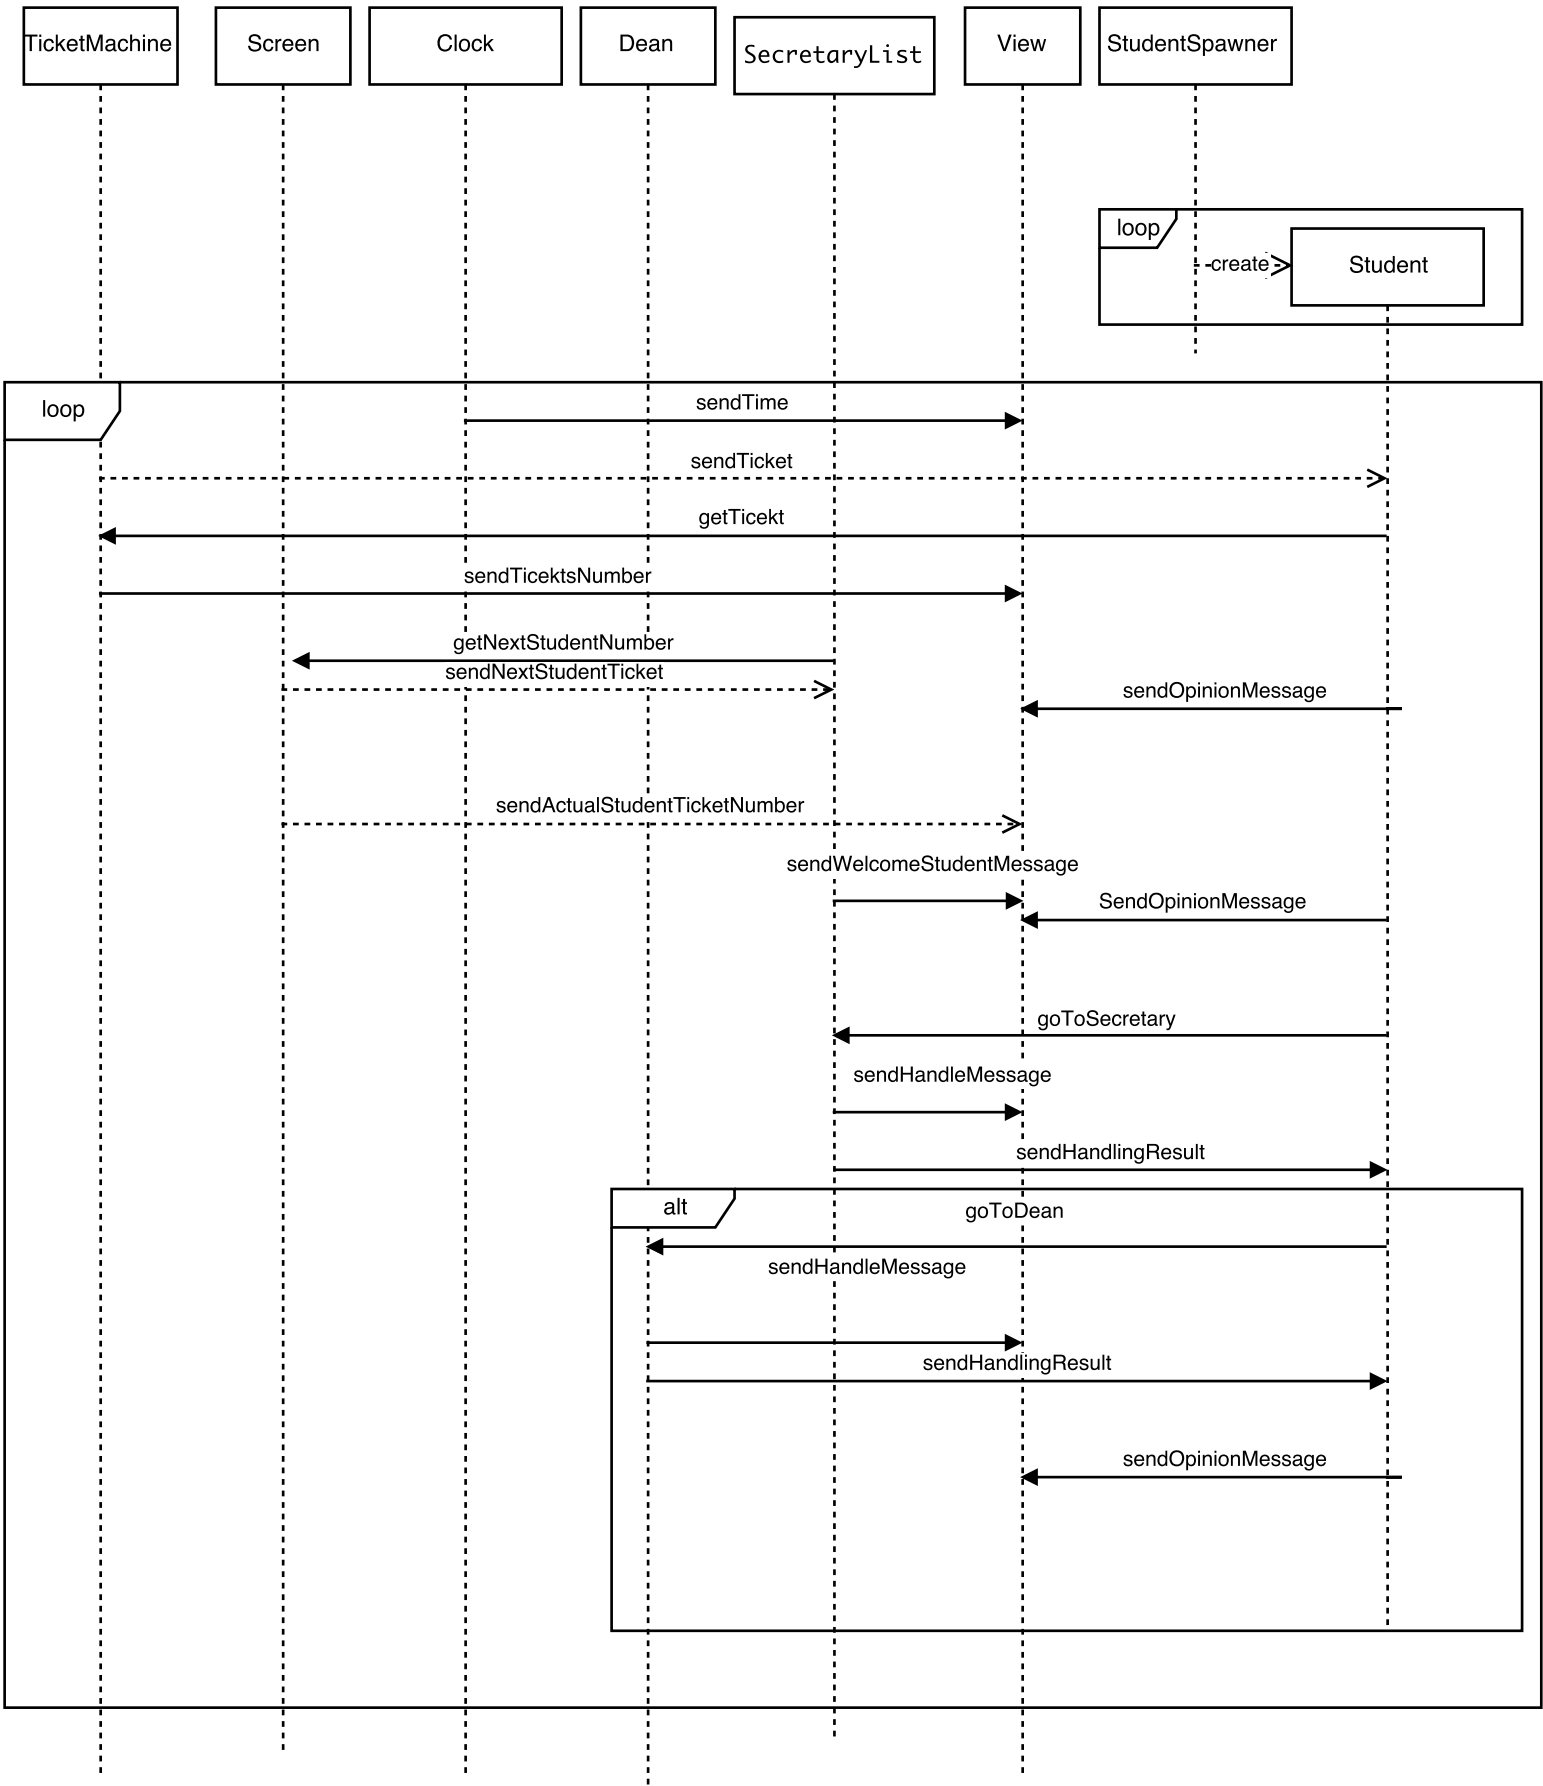 TicketMachine
Screen
Clock
Dean
SecretaryList
View
StudentSpawner
loop
create
Student
loop
sendTime
sendTicket
getTicekt
sendTicektsNumber
getNextStudentNumber
sendNextStudentTicket
sendOpinionMessage
sendActualStudentTicketNumber
sendWelcomeStudentMessage
SendOpinionMessage
goToSecretary
sendHandleMessage
sendHandlingResult
alt
goToDean
sendHandleMessage
sendHandlingResult
sendOpinionMessage